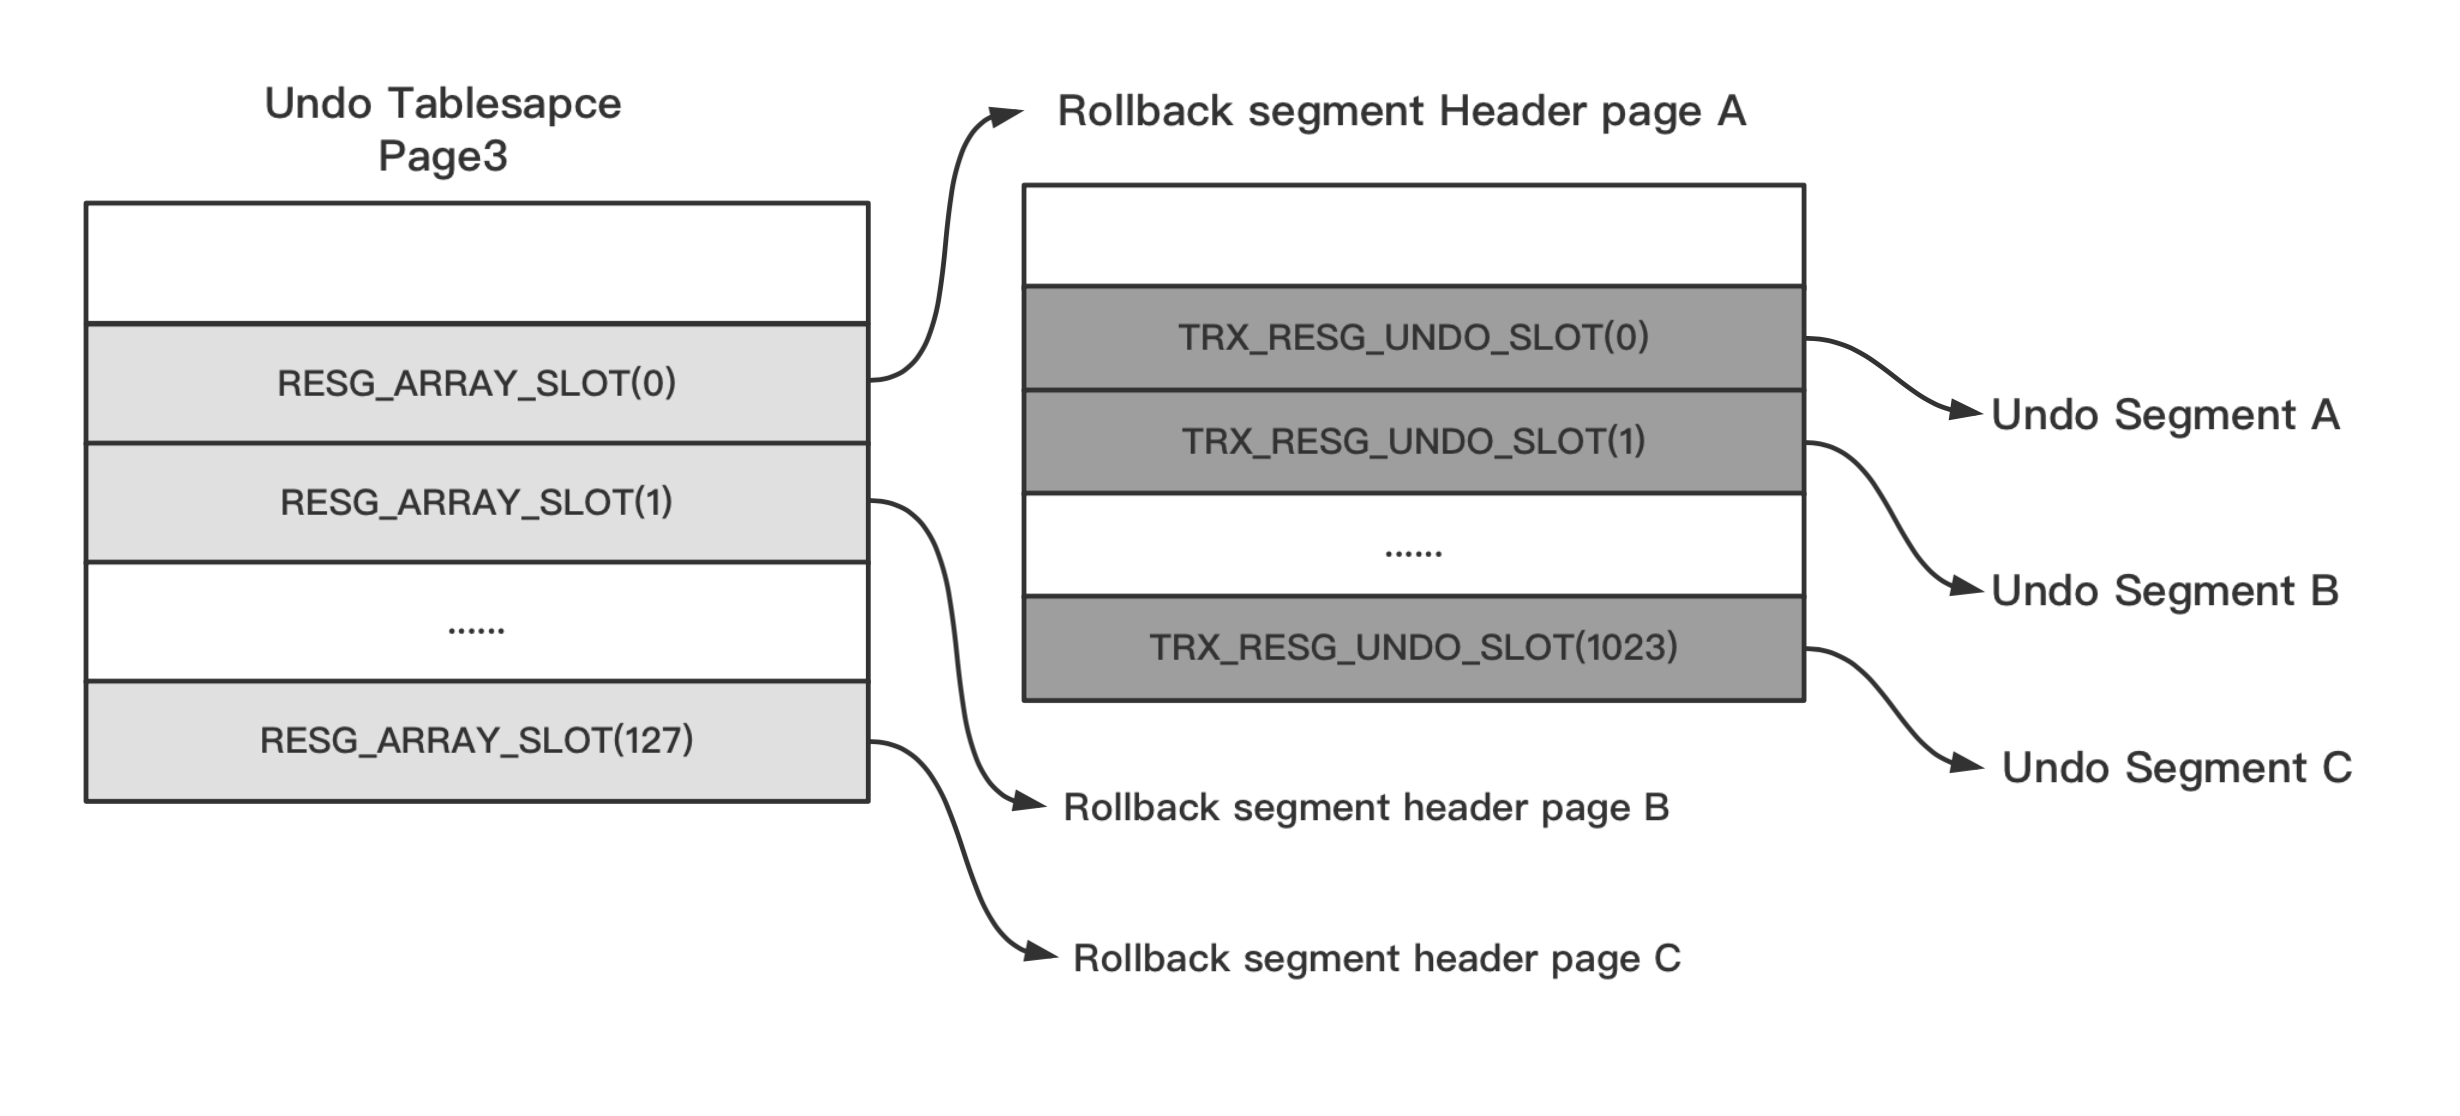 Undo Tablesapce
Page3
RESG_ARRAY_SLOT(0)
RESG_ARRAY_SLOT(1)
......
RESG_ARRAY_SLOT(127)
Rollback segment Header page A
TRX_RESG_UNDO_SLOT(0)
TRX_RESG_UNDO_SLOT(1)
......
TRX_RESG_UNDO_SLOT(1023)
Rollback segment header page B
Rollback segment header page C
Undo Segment A
Undo Segment B
Undo Segment C